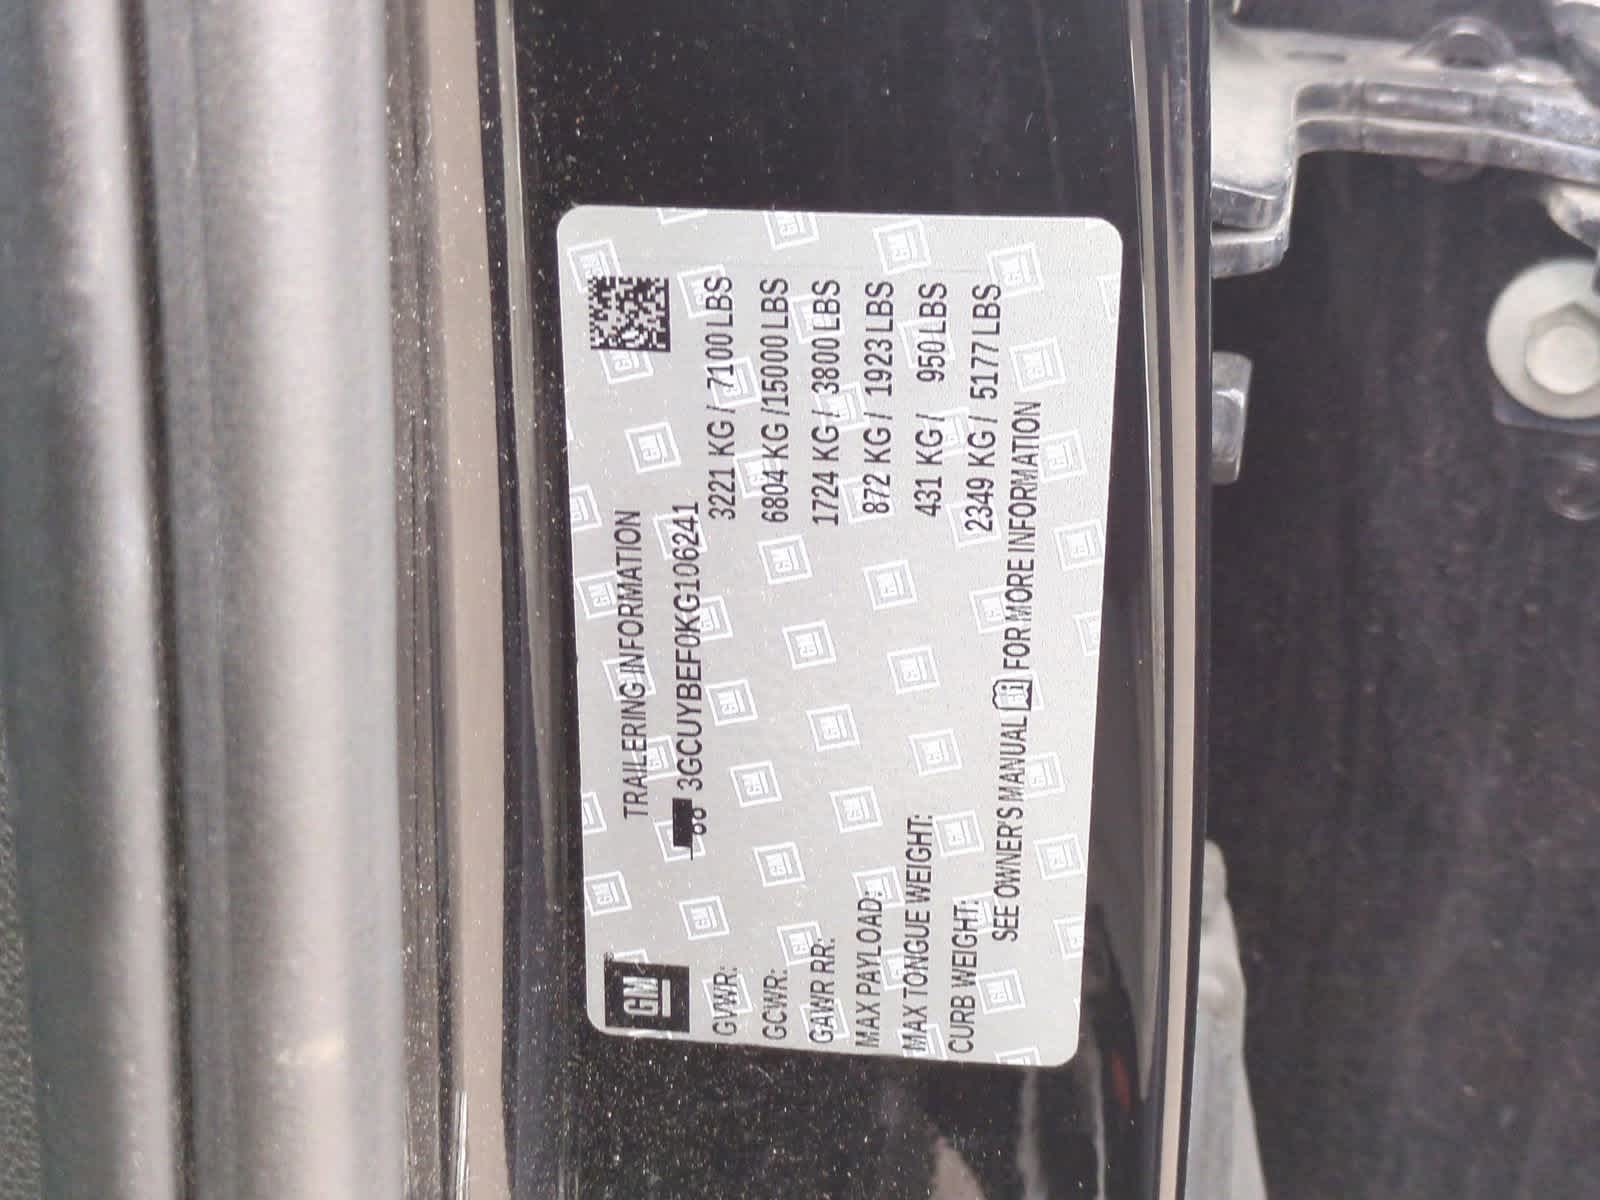 GM
TRAILERING INFORMATION
3GCUYBEF0KG106241
GVWR: 3221 KG / 7100 LBS
GCWR: 6804 KG /15000 LBS
GAWR RR: 1724 KG / 3800 LBS
MAX PAYLOAD: 872 KG / 1923 LBS
MAX TONGUE WEIGHT: 431 KG / 950 LBS
CURB WEIGHT: 2349 KG / 5177 LBS
SEE OWNER'S MANUAL FOR MORE INFORMATION